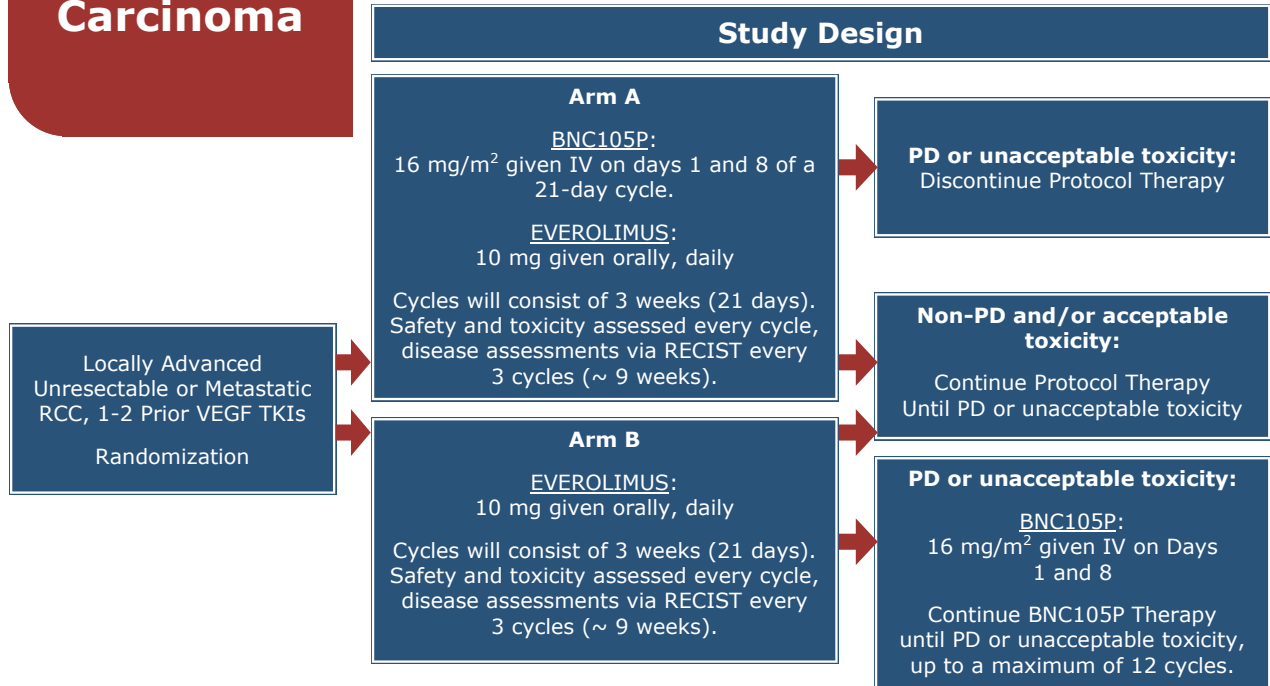 Carcinoma
Study Design
Locally Advanced
Unresectable or Metastatic
RCC, 1-2 Prior VEGF TKIs
Randomization
Arm A
BNC105P:
16 mg/m² given IV on days 1 and 8 of a
21-day cycle.
EVEROLIMUS:
10 mg given orally, daily
Cycles will consist of 3 weeks (21 days).
Safety and toxicity assessed every cycle,
disease assessments via RECIST every
3 cycles (~ 9 weeks).
Arm B
EVEROLIMUS:
10 mg given orally, daily
Cycles will consist of 3 weeks (21 days).
Safety and toxicity assessed every cycle,
disease assessments via RECIST every
3 cycles (~ 9 weeks).
PD or unacceptable toxicity:
Discontinue Protocol Therapy
Non-PD and/or acceptable
toxicity:
Continue Protocol Therapy
Until PD or unacceptable toxicity
PD or unacceptable toxicity:
BNC105P:
16 mg/m² given IV on Days
1 and 8
Continue BNC105P Therapy
until PD or unacceptable toxicity,
up to a maximum of 12 cycles.